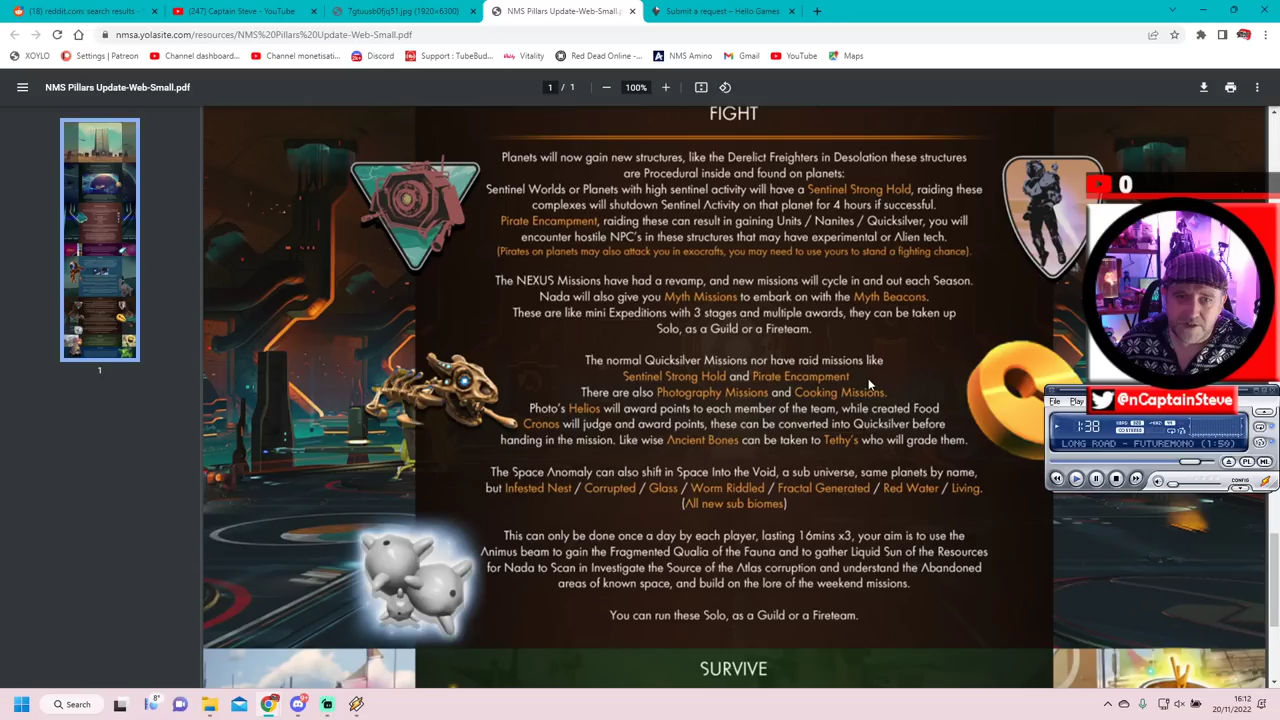 (18) reddit.com: search results -
(247) Captain Steve - YouTube
7gtuusb0fjq51.jpg (1920×6300)
NMS Pillars Update-Web-Small.pdf
Submit a request – Hello Games
nmsa.yolasite.com/resources/NMS%20Pillars%20Update-Web-Small.pdf
XOYLO
Settings | Patreon
Channel dashboard...
Channel monetisati...
Discord
Support : TubeBud...
Vitality
Red Dead Online -...
NMS Amino
Gmail
YouTube
Maps
NMS Pillars Update-Web-Small.pdf
1 / 1
100%
1
FIGHT
Planets will now gain new structures, like the Derelict Freighters in Desolation these structures
are Procedural inside and found on planets:
Sentinel Worlds or Planets with high sentinel activity will have a Sentinel Strong Hold, raiding these
complexes will shutdown Sentinel Activity on that planet for 4 hours if successful.
Pirate Encampment, raiding these can result in gaining Units / Nanites / Quicksilver, you will
encounter hostile NPC's in these structures that may have experimental or Alien tech.
(Pirates on planets may also attack you in exocrafts, you may need to use yours to stand a fighting chance).
The NEXUS Missions have had a revamp, and new missions will cycle in and out each Season.
Nada will also give you Myth Missions to embark on with the Myth Beacons.
These are like mini Expeditions with 3 stages and multiple awards, they can be taken up
Solo, as a Guild or a Fireteam.
The normal Quicksilver Missions nor have raid missions like
Sentinel Strong Hold and Pirate Encampment
There are also Photography Missions and Cooking Missions.
Photo's Helios will award points to each member of the team, while created Food
Cronos will judge and award points, these can be converted into Quicksilver before
handing in the mission. Like wise Ancient Bones can be taken to Tethy's who will grade them.
The Space Anomaly can also shift in Space Into the Void, a sub universe, same planets by name,
but Infested Nest / Corrupted / Glass / Worm Riddled / Fractal Generated / Red Water / Living.
(All new sub biomes)
This can only be done once a day by each player, lasting 16mins x3, your aim is to use the
Animus beam to gain the Fragmented Qualia of the Fauna and to gather Liquid Sun of the Resources
for Nada to Scan in Investigate the Source of the Atlas corruption and understand the Abandoned
areas of known space, and build on the lore of the weekend missions.
You can run these Solo, as a Guild or a Fireteam.
SURVIVE
0
@nCaptainSteve
File
Play
1:38
LONG ROAD - FUTUREMONO (1:50)
PL
ML
CONFIG
8°
Search
16:12
20/11/2022